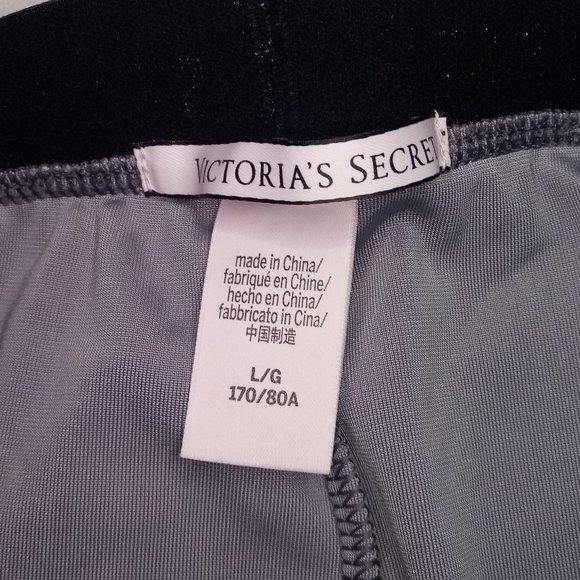 VICTORIA'S SECRET
made in China/
fabriqué en Chine/
hecho en China/
fabbricato in Cina/
中国制造
L/G
170/80A